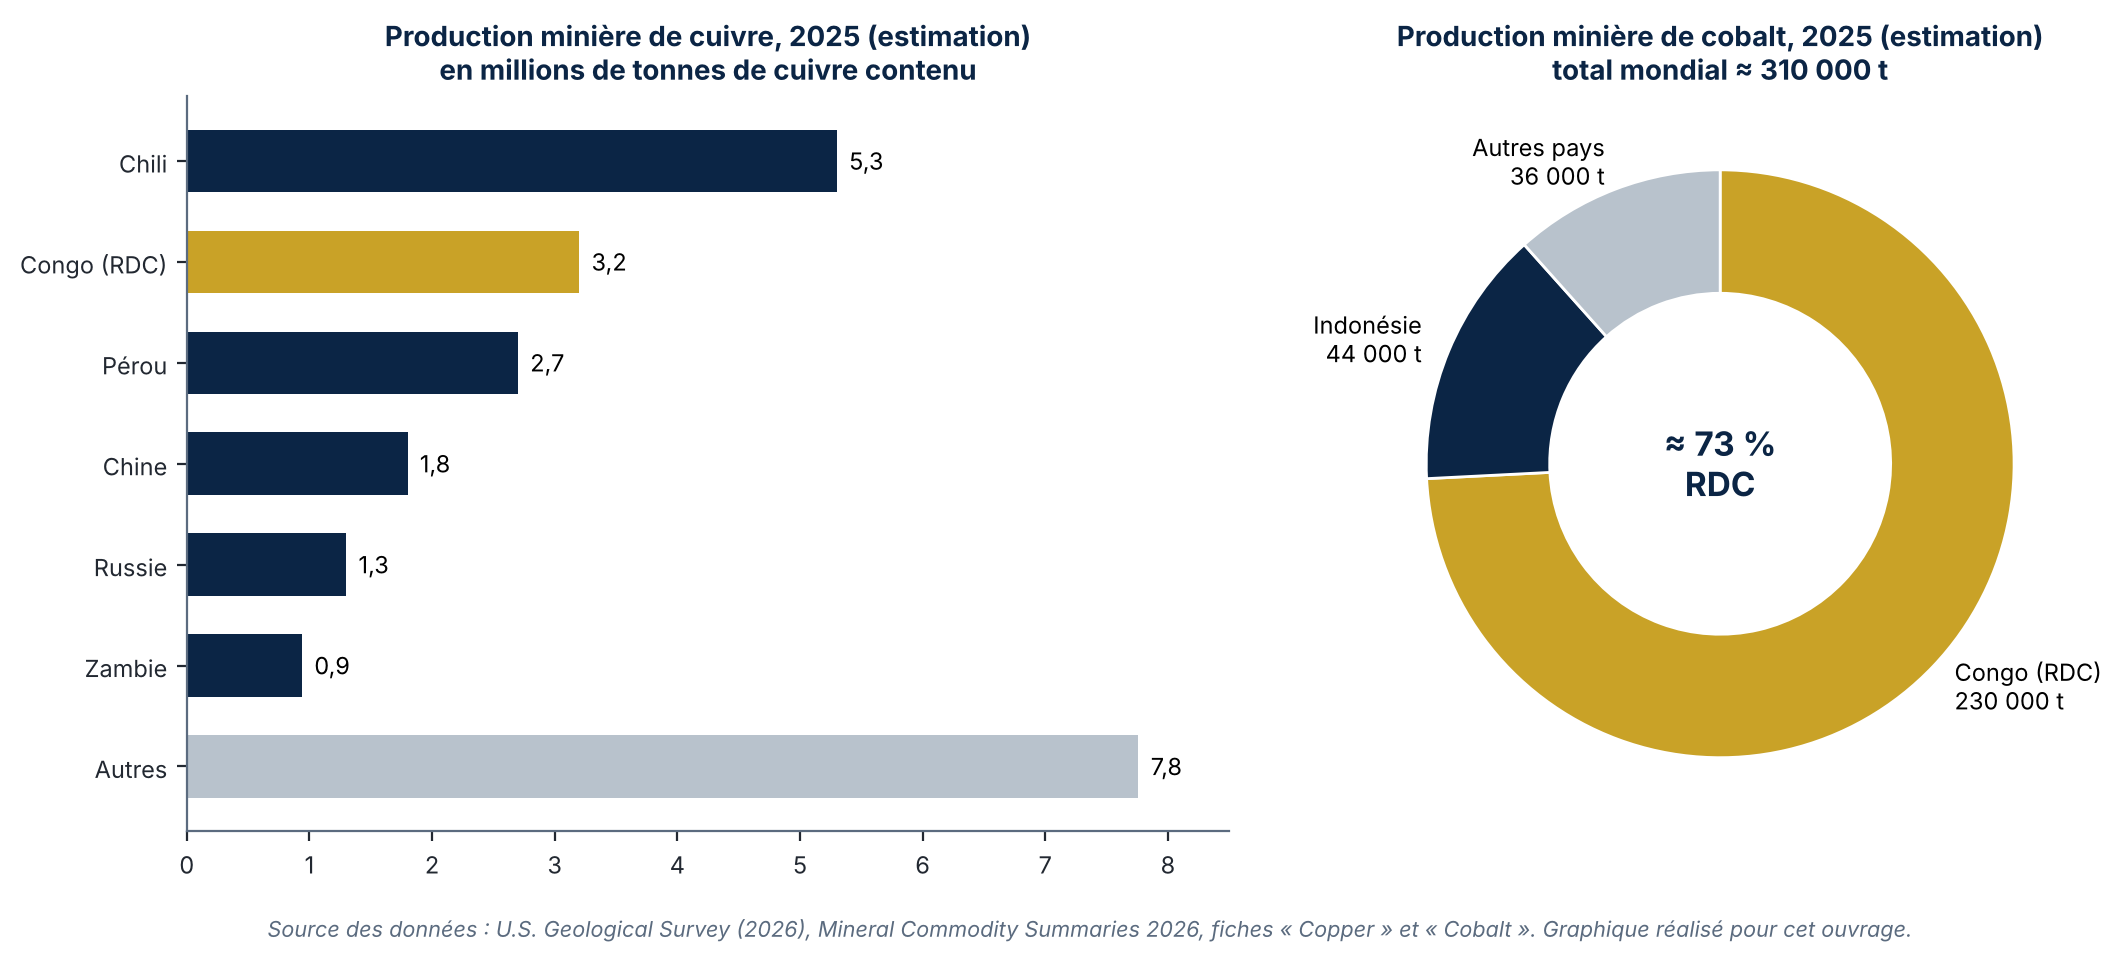 Production minière de cuivre, 2025 (estimation)
en millions de tonnes de cuivre contenu
Chili
5,3
Congo (RDC)
3,2
Pérou
2,7
Chine
1,8
Russie
1,3
Zambie
0,9
Autres
7,8
0 1 2 3 4 5 6 7 8
Production minière de cobalt, 2025 (estimation)
total mondial ≈ 310 000 t
Autres pays
36 000 t
Indonésie
44 000 t
≈ 73 %
RDC
Congo (RDC)
230 000 t
Source des données : U.S. Geological Survey (2026), Mineral Commodity Summaries 2026, fiches « Copper » et « Cobalt ». Graphique réalisé pour cet ouvrage.